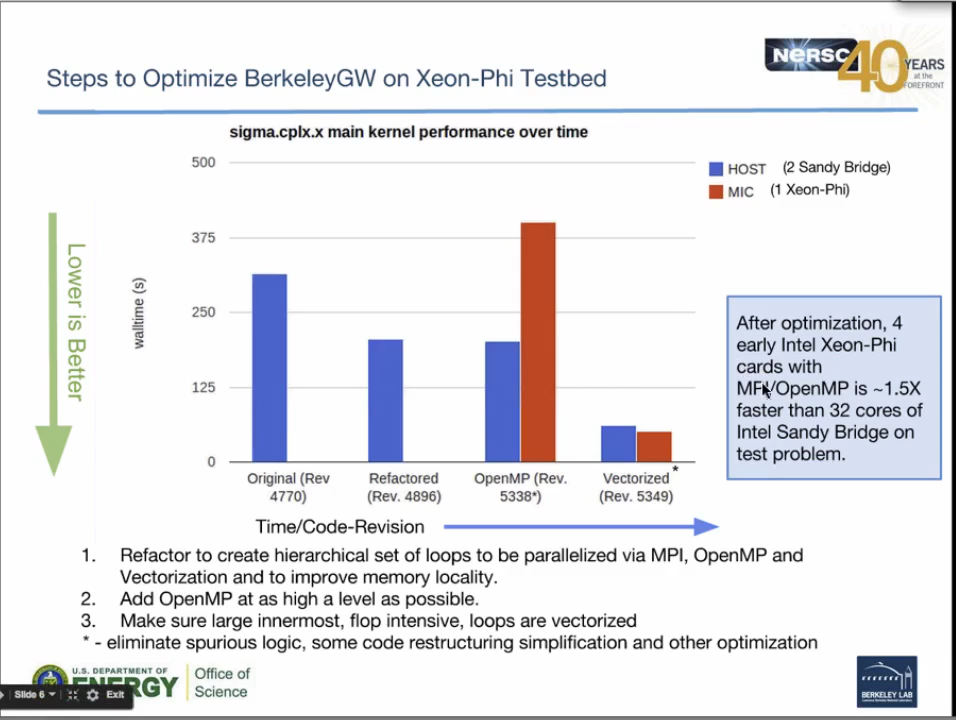 NERSC
40
YEARS
at the
FOREFRONT
Steps to Optimize BerkeleyGW on Xeon-Phi Testbed
sigma.cplx.x main kernel performance over time
500
375
250
125
0
walltime (s)
Lower is Better
HOST (2 Sandy Bridge)
MIC (1 Xeon-Phi)
Original (Rev
4770)
Refactored
(Rev. 4896)
OpenMP (Rev.
5338*)
Vectorized *
(Rev. 5349)
Time/Code-Revision
After optimization, 4
early Intel Xeon-Phi
cards with
MPI/OpenMP is ~1.5X
faster than 32 cores of
Intel Sandy Bridge on
test problem.
1. Refactor to create hierarchical set of loops to be parallelized via MPI, OpenMP and
Vectorization and to improve memory locality.
2. Add OpenMP at as high a level as possible.
3. Make sure large innermost, flop intensive, loops are vectorized
* - eliminate spurious logic, some code restructuring simplification and other optimization
U.S. DEPARTMENT OF
ENERGY
Office of
Science
Slide 6
Exit
BERKELEY LAB